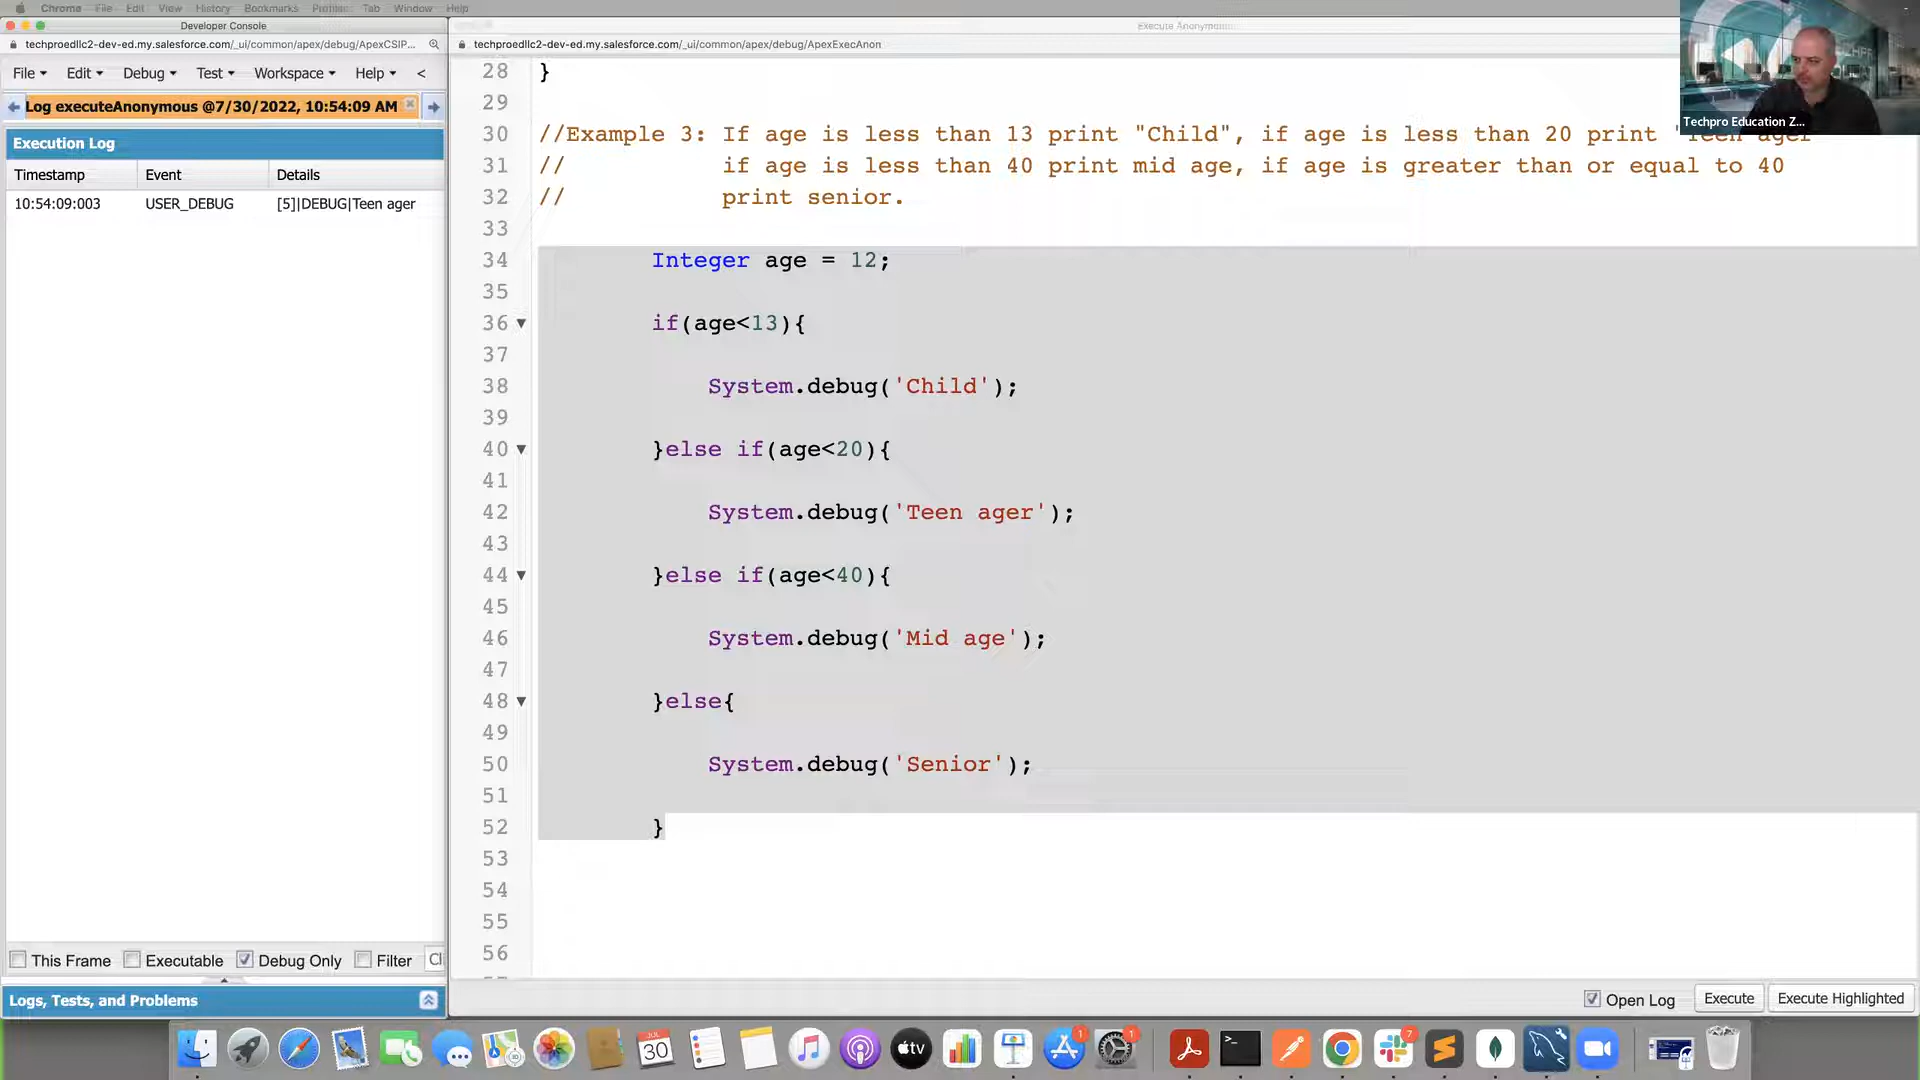 Chrome File Edit View History Bookmarks Profiles Tab Window Help
Developer Console
techproedllc2-dev-ed.my.salesforce.com/_ui/common/apex/debug/ApexCSIP...
File Edit Debug Test Workspace Help <
Log executeAnonymous @7/30/2022, 10:54:09 AM
Execution Log
Timestamp Event Details
10:54:09:003 USER_DEBUG [5]|DEBUG|Teen ager
This Frame Executable Debug Only Filter Cl
Logs, Tests, and Problems
Execute Anonymous
techproedllc2-dev-ed.my.salesforce.com/_ui/common/apex/debug/ApexExecAnon
Techpro Education Z...
28 }
29
30 //Example 3: If age is less than 13 print "Child", if age is less than 20 print "Teen ager
31 // if age is less than 40 print mid age, if age is greater than or equal to 40
32 // print senior.
33
34 Integer age = 12;
35
36 if(age<13){
37
38 System.debug('Child');
39
40 }else if(age<20){
41
42 System.debug('Teen ager');
43
44 }else if(age<40){
45
46 System.debug('Mid age');
47
48 }else{
49
50 System.debug('Senior');
51
52 }
53
54
55
56
Open Log Execute Execute Highlighted
JUL
30
tv
1
1
7